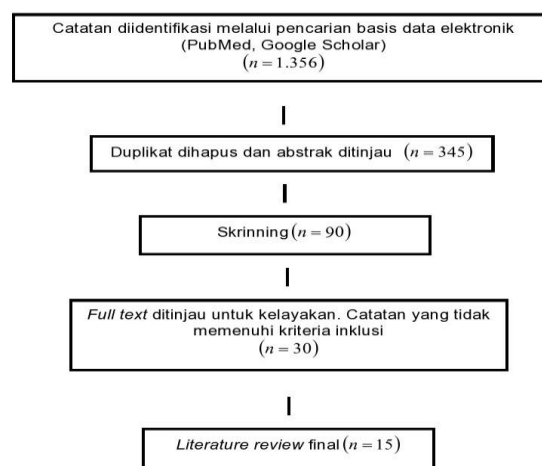 Catatan diidentifikasi melalui pencarian basis data elektronik
(PubMed, Google Scholar)
(n = 1.356)
Duplikat dihapus dan abstrak ditinjau (n = 345)
Skrinning (n = 90)
Full text ditinjau untuk kelayakan. Catatan yang tidak
memenuhi kriteria inklusi
(n = 30)
Literature review final (n = 15)